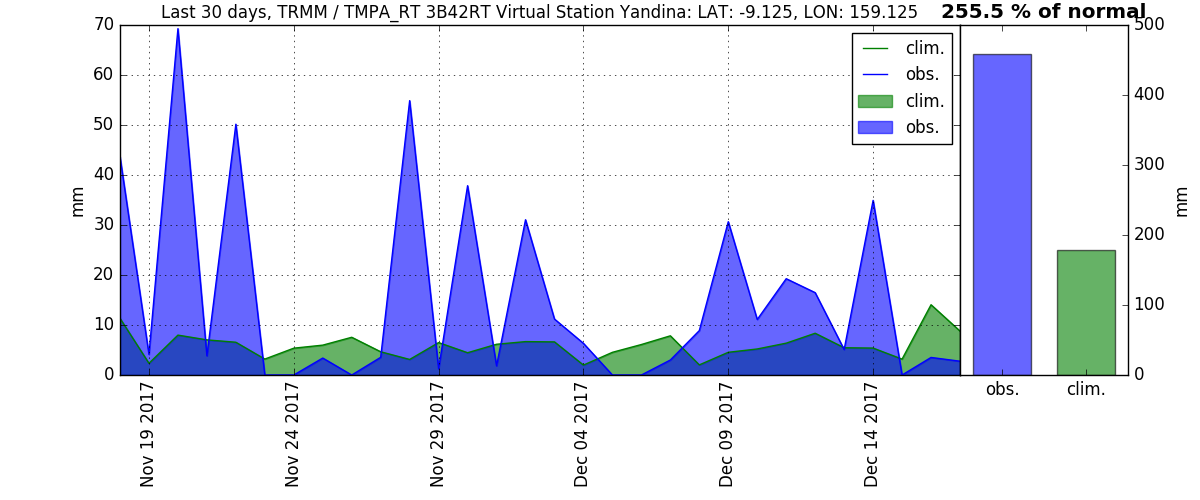 Last 30 days, TRMM / TMPA_RT 3B42RT Virtual Station Yandina: LAT: -9.125, LON: 159.125
255.5 % of normal
70
60
50
40
30
20
10
0
mm
clim.
obs.
clim.
obs.
500
400
300
200
100
0
mm
obs.
clim.
Nov 19 2017
Nov 24 2017
Nov 29 2017
Dec 04 2017
Dec 09 2017
Dec 14 2017